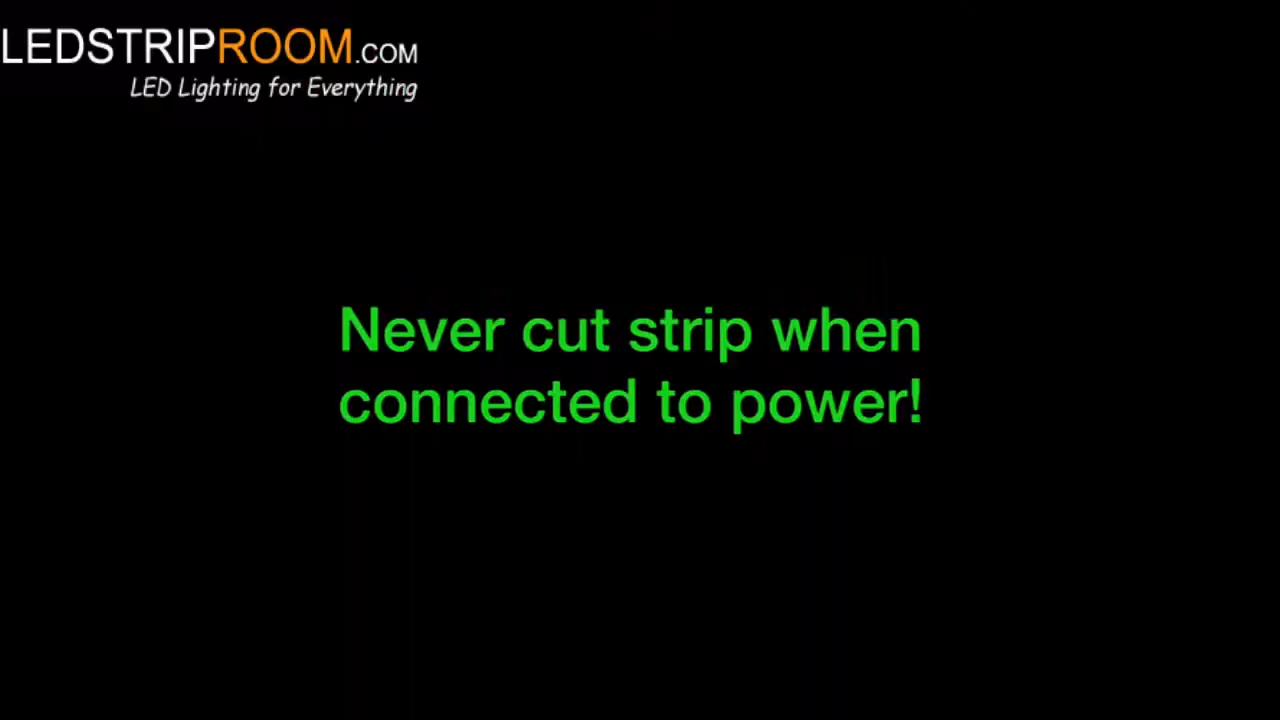 LEDSTRIPROOM.COM
LED Lighting for Everything
Never cut strip when
connected to power!